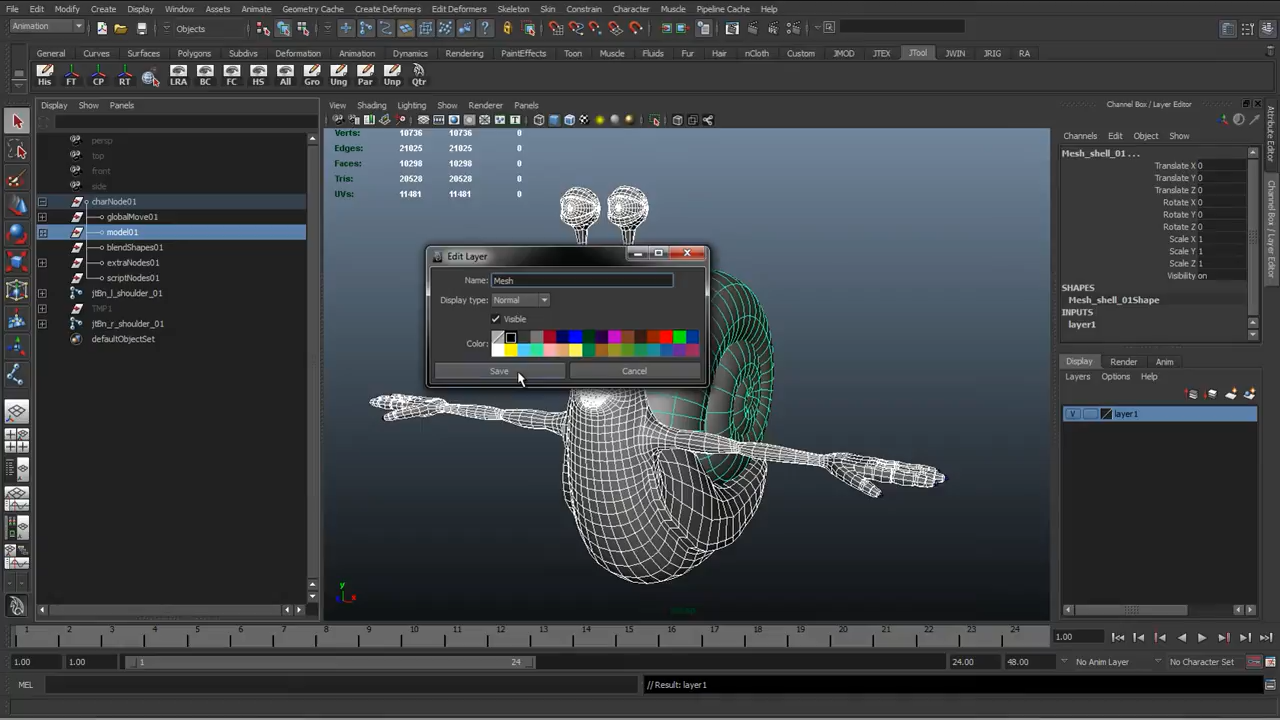 File Edit Modify Create Display Window Assets Animate Geometry Cache Create Deformers Edit Deformers Skeleton Skin Constrain Character Muscle Pipeline Cache Help
Animation Objects
General Curves Surfaces Polygons Subdivs Deformation Animation Dynamics Rendering PaintEffects Toon Muscle Fluids Fur Hair nCloth Custom JMOD JTEX JTool JWIN JRIG RA
His FT CP RT LRA BC FC HS All Gro Ung Par Unp Qtr
Display Show Panels
View Shading Lighting Show Renderer Panels
Channel Box / Layer Editor
Channels Edit Object Show
persp
top
front
side
charNode01
globalMove01
model01
blendShapes01
extraNodes01
scriptNodes01
jtBn_l_shoulder_01
TMP1
jtBn_r_shoulder_01
defaultObjectSet
Verts: 10736 10736 0
Edges: 21025 21025 0
Faces: 10298 10298 0
Tris: 20528 20528 0
UVs: 11481 11481 0
Edit Layer
Name: Mesh
Display type: Normal
Visible
Color:
Save Cancel
y
x
Mesh_shell_01 ...
Translate X 0
Translate Y 0
Translate Z 0
Rotate X 0
Rotate Y 0
Rotate Z 0
Scale X 1
Scale Y 1
Scale Z 1
Visibility on
SHAPES
Mesh_shell_01Shape
INPUTS
layer1
Display Render Anim
Layers Options Help
V layer1
Attribute Editor
Channel Box / Layer Editor
1 2 3 4 5 6 7 8 9 10 11 12 13 14 15 16 17 18 19 20 21 22 23 24
1.00
1.00 1.00 1 24 24.00 48.00 No Anim Layer No Character Set
MEL // Result: layer1